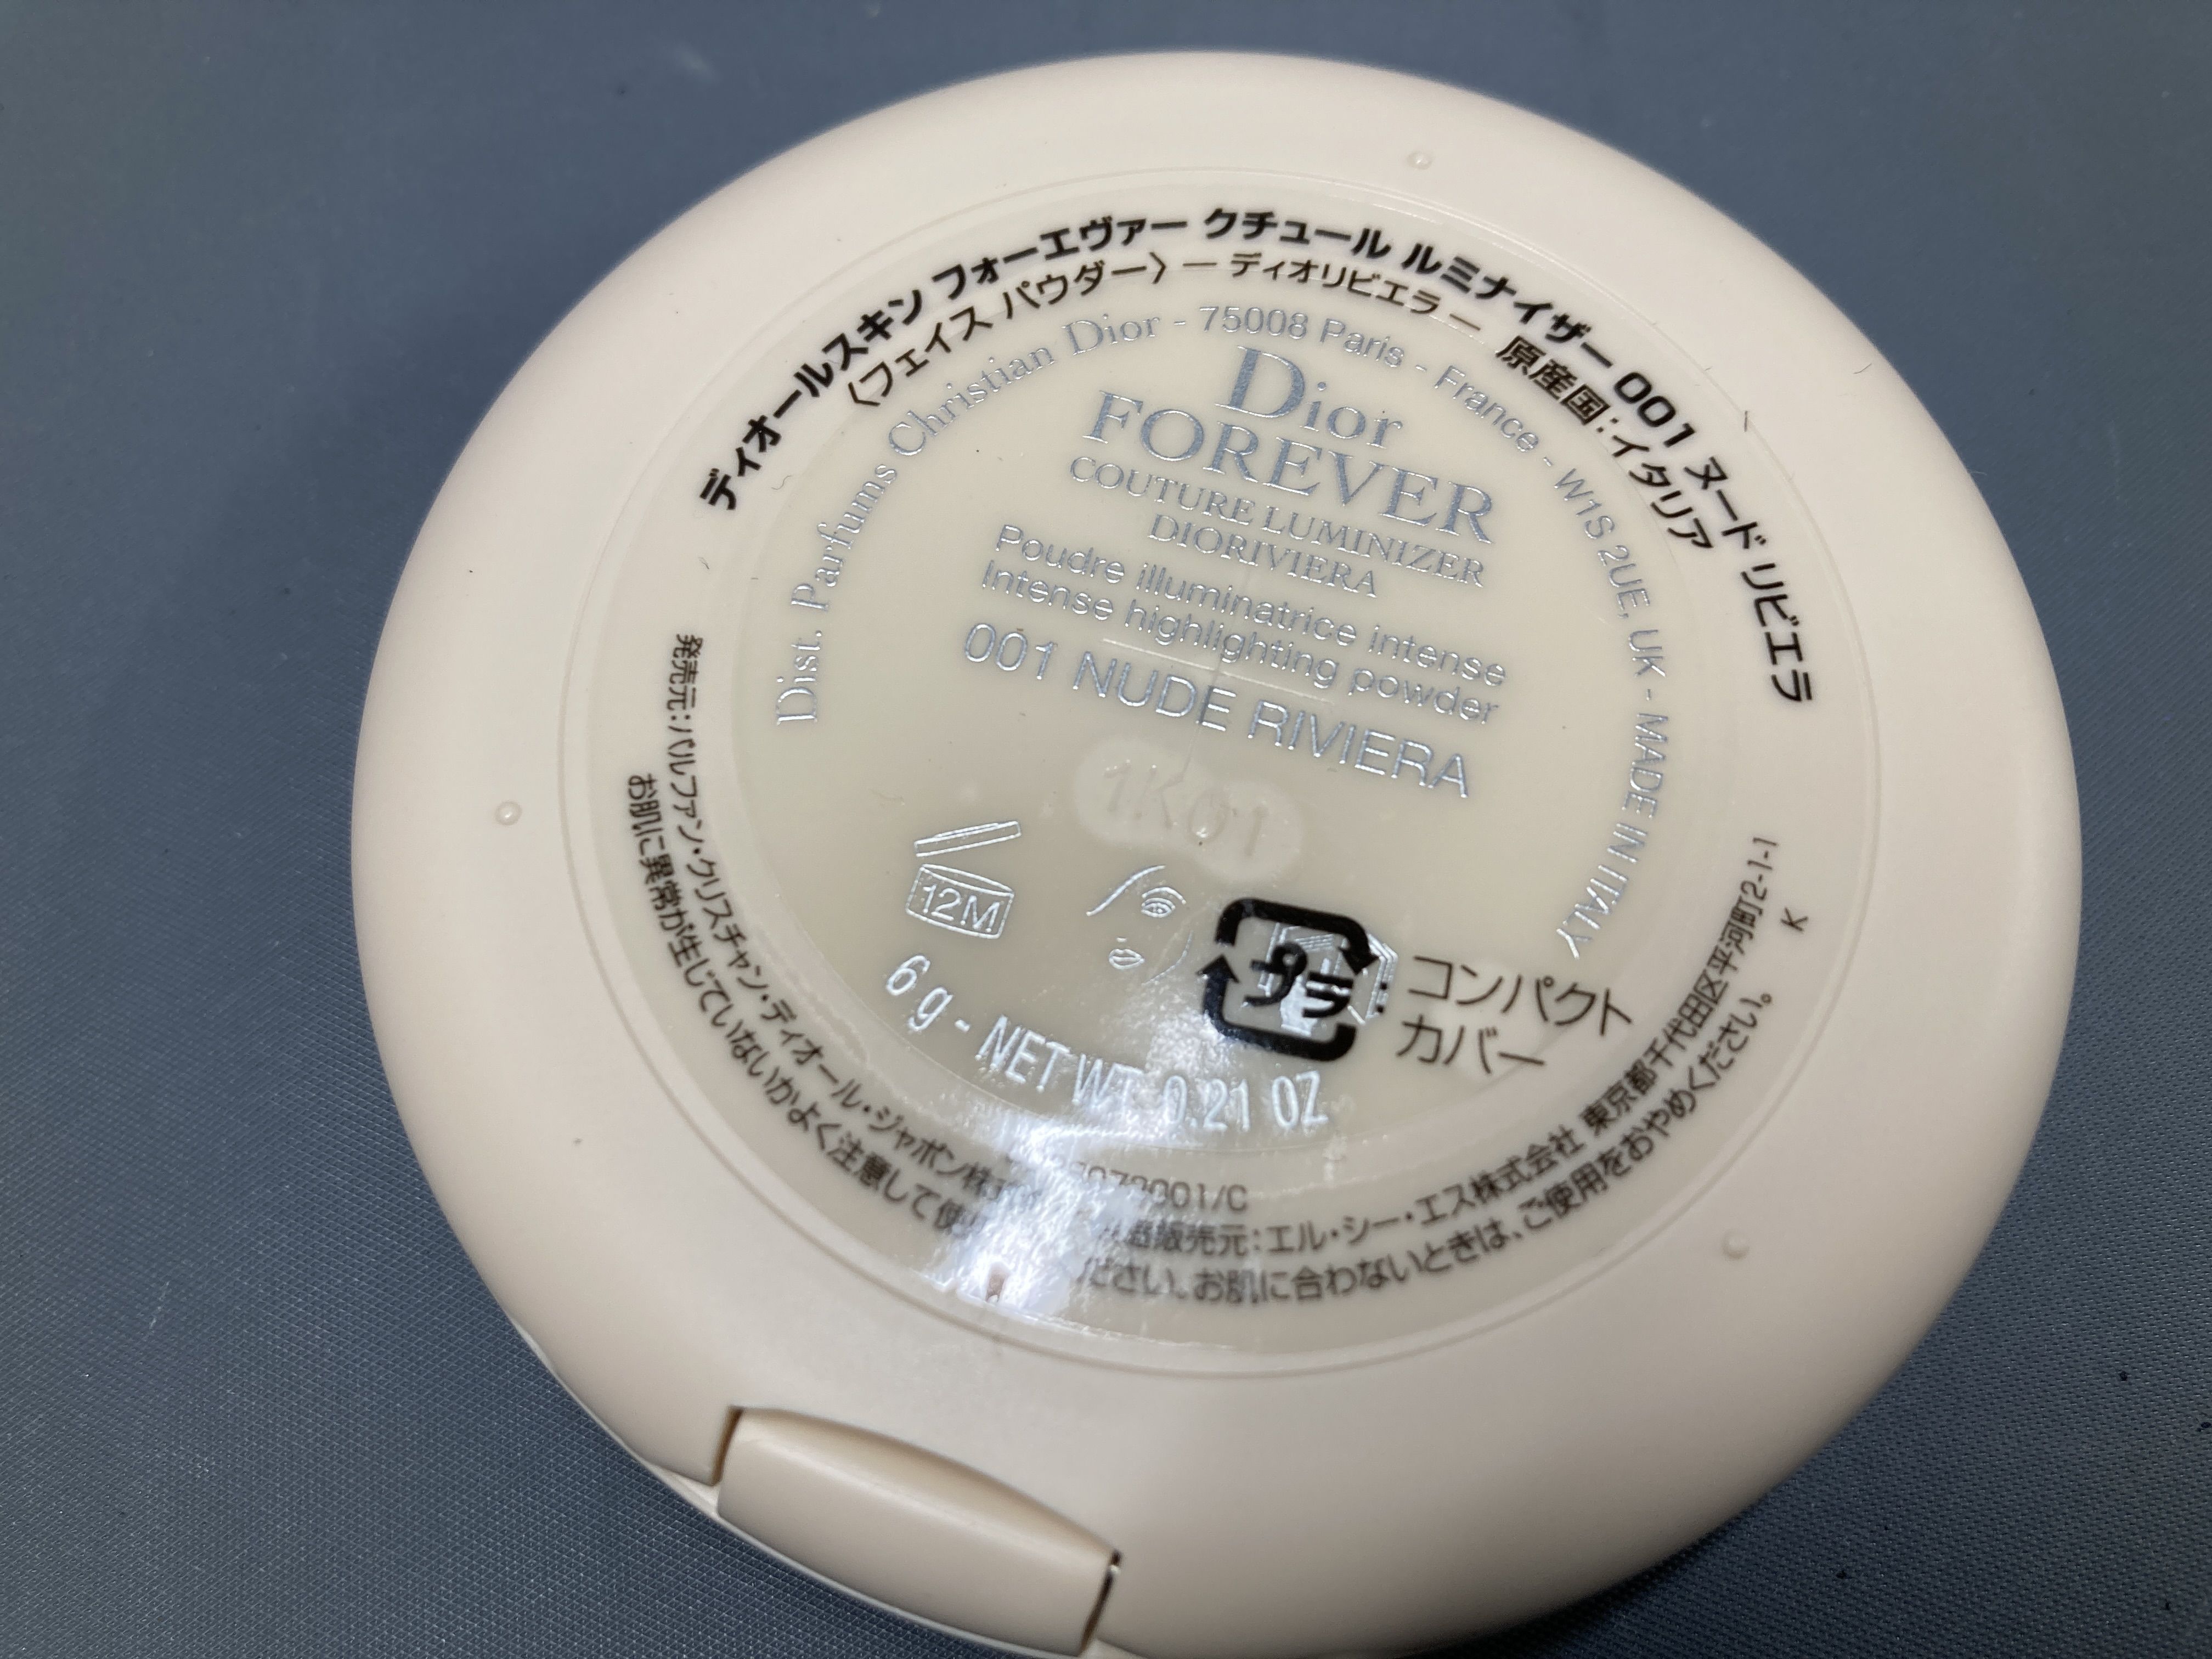 ディオールスキン フォーエヴァー クチュール ルミナイザー 001 ヌード リビエラ
〈フェイス パウダー〉 — ディオリビエラ — 原産国:イタリア
Dist. Parfums Christian Dior - 75008 Paris - France - W1S 2UE, UK - MADE IN ITALY
Dior
FOREVER
COUTURE LUMINIZER
DIORIVIERA
Poudre illuminatrice intense
Intense highlighting powder
001 NUDE RIVIERA
1K01
12M
プラ
: コンパクト
カバー
6 g - NET WT. 0.21 OZ
001/C
発売元:パルファン・クリスチャン・ディオール・ジャポン株 販売元:エル・シー・エス株式会社 東京都千代田区平河町2-1-1
お肌に異常が生じていないかよく注意して使 ださい。お肌に合わないときは、ご使用をおやめください。 K